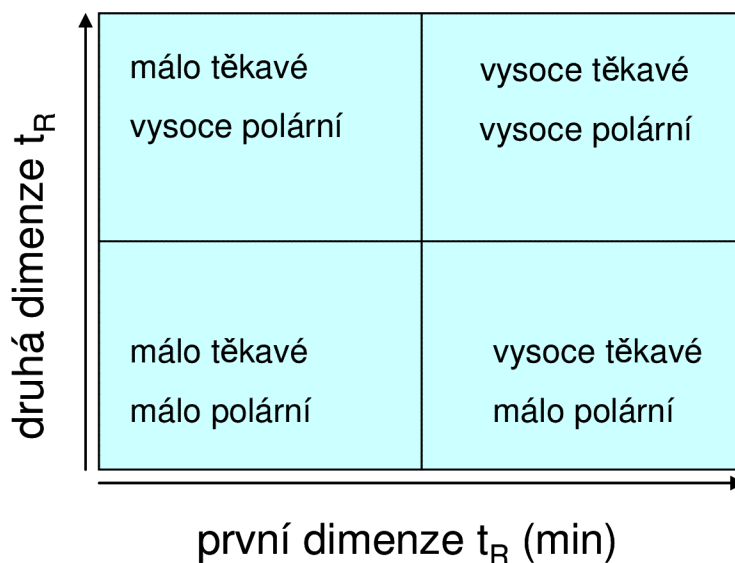 málo těkavé
vysoce polární
vysoce těkavé
vysoce polární
málo těkavé
málo polární
vysoce těkavé
málo polární
druhá dimenze tR
první dimenze tR (min)